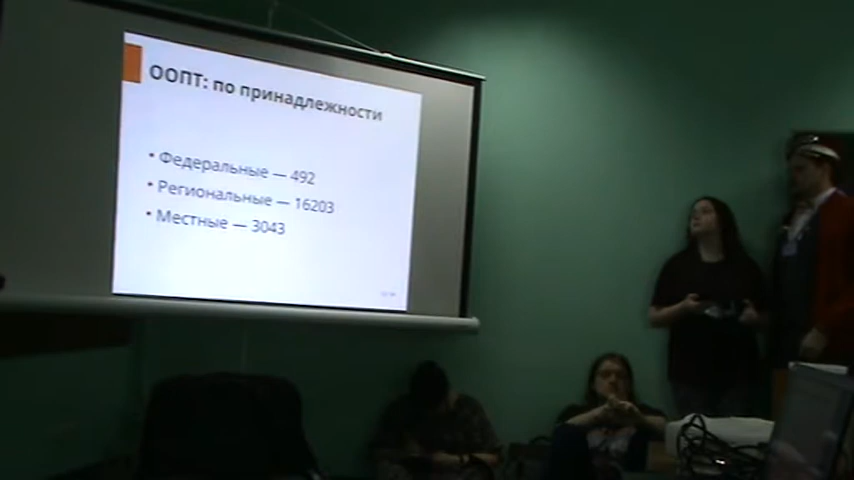 ООПТ: по принадлежности
• Федеральные — 492
• Региональные — 16203
• Местные — 3043